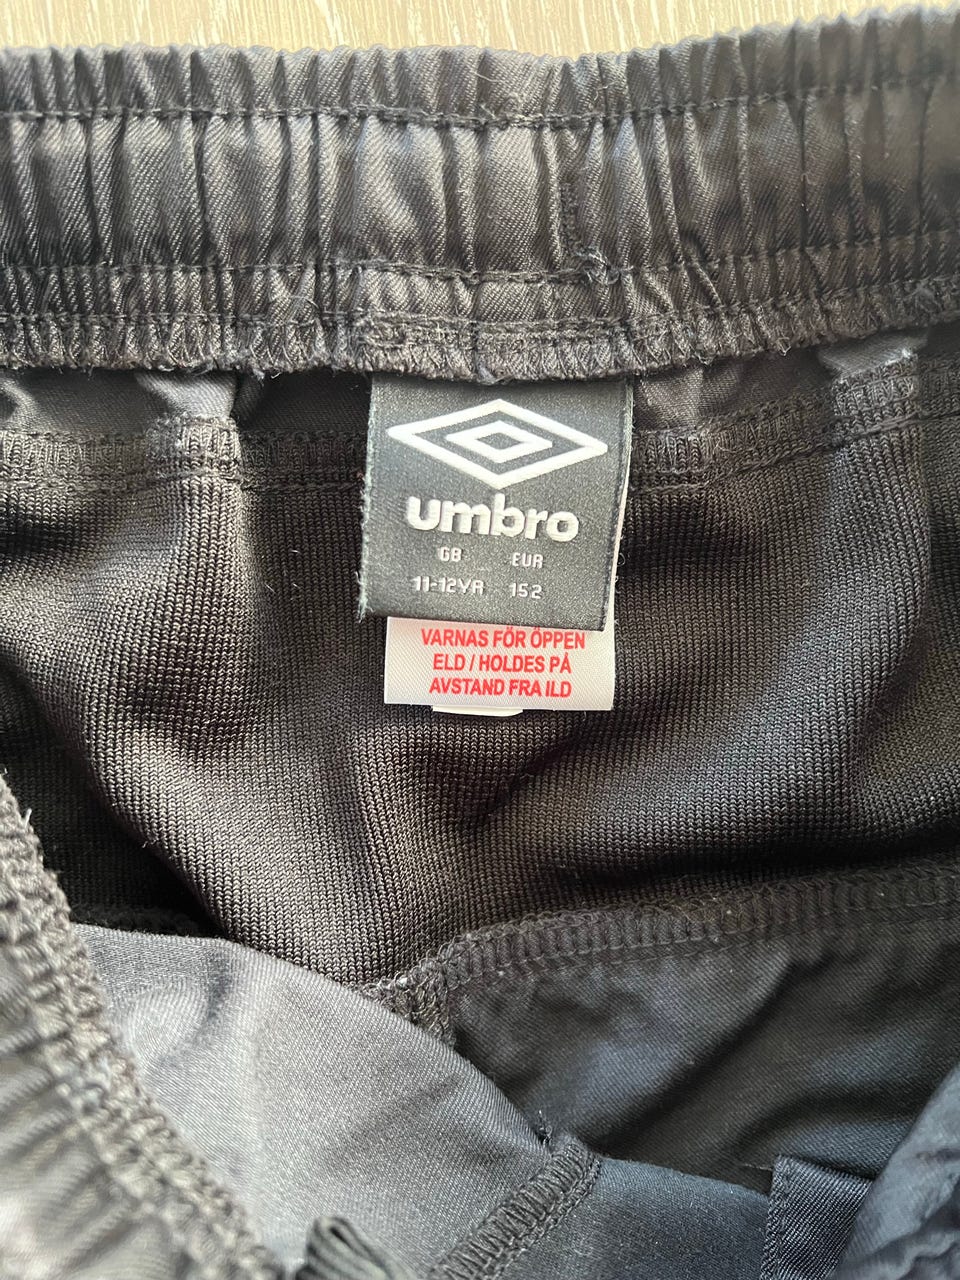 umbro
GB EUR
11-12YR 152
VARNAS FÖR ÖPPEN
ELD / HOLDES PÅ
AVSTAND FRA ILD